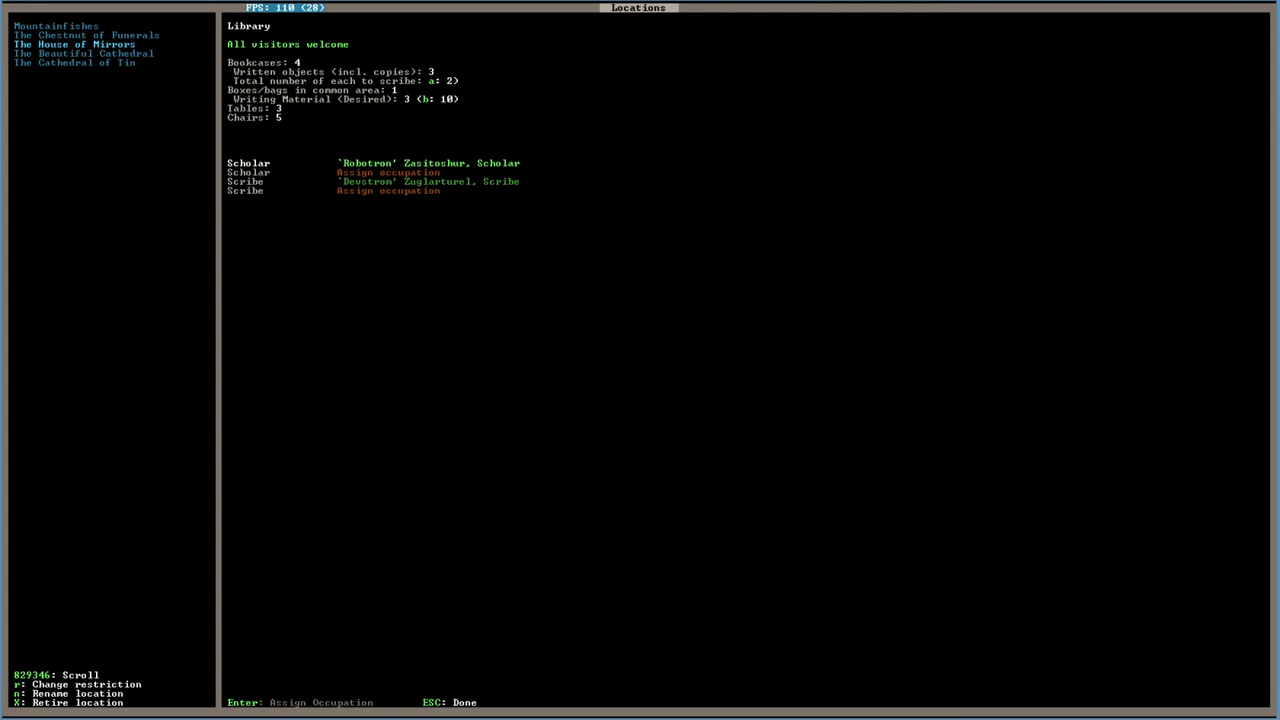 FPS: 110 (28)
Locations
Mountainfishes
The Chestnut of Funerals
The House of Mirrors
The Beautiful Cathedral
The Cathedral of Tin
Library
All visitors welcome
Bookcases: 4
Written objects (incl. copies): 3
Total number of each to scribe: a: 2)
Boxes/bags in common area: 1
Writing Material (Desired): 3 (b: 10)
Tables: 3
Chairs: 5
Scholar `Robotron' Zasitoshur, Scholar
Scholar Assign occupation
Scribe `Devstrom' Zuglarturel, Scribe
Scribe Assign occupation
829346: Scroll
r: Change restriction
n: Rename location
X: Retire location
Enter: Assign Occupation ESC: Done